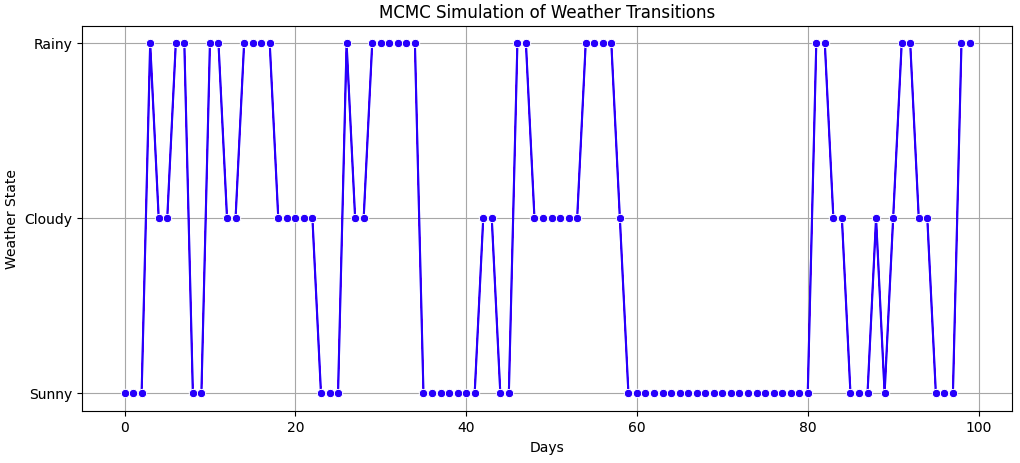 MCMC Simulation of Weather Transitions
Rainy
Cloudy
Sunny
Weather State
0 20 40 60 80 100
Days